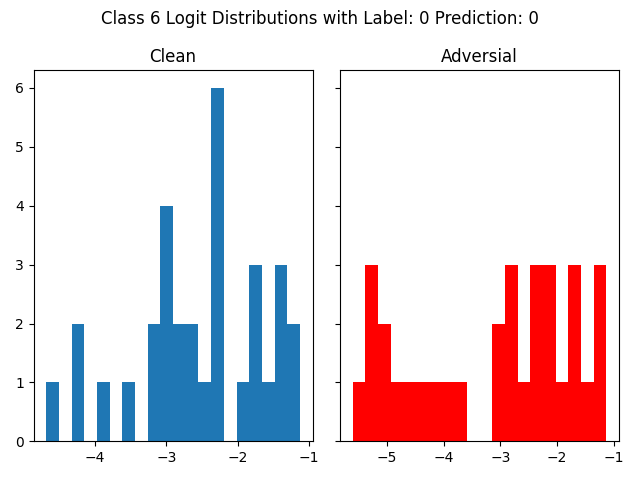 Class 6 Logit Distributions with Label: 0 Prediction: 0
Clean
Adversial
6
5
4
3
2
1
0
−4 −3 −2 −1
−5 −4 −3 −2 −1